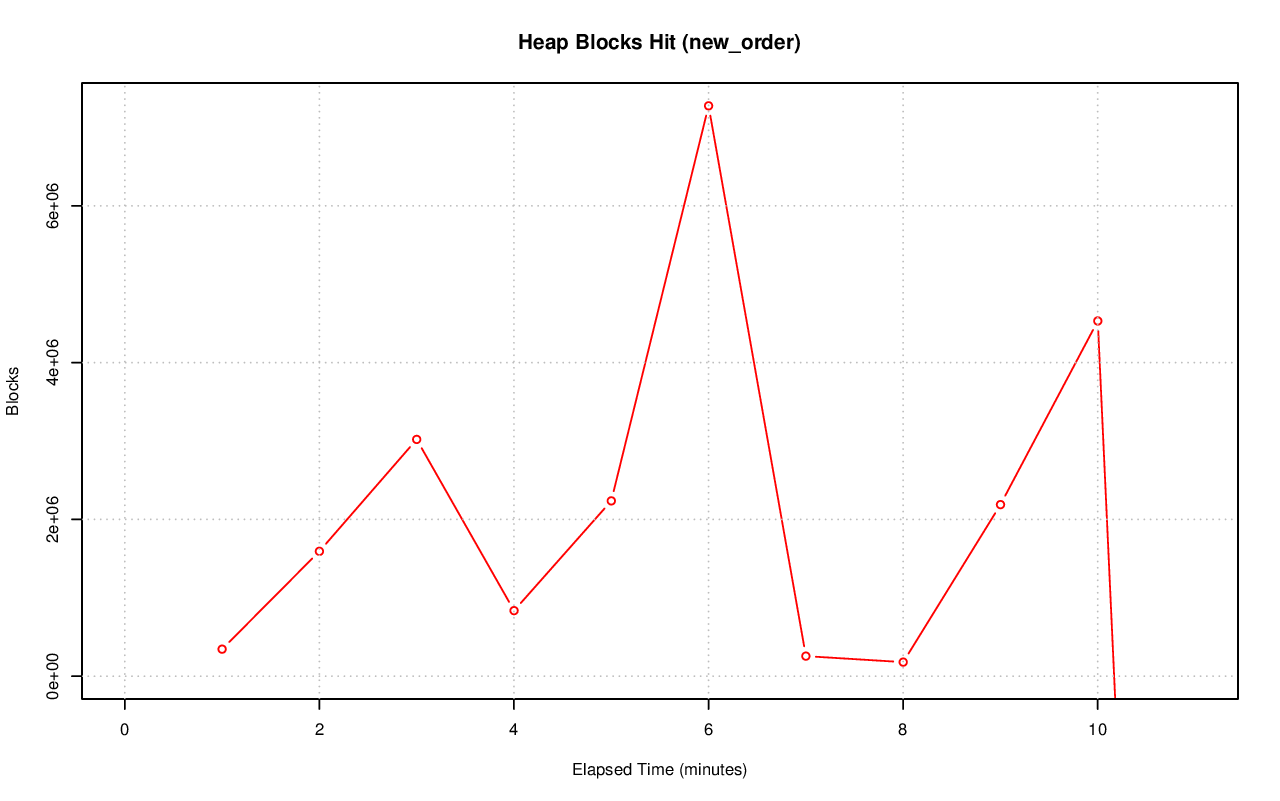 Heap Blocks Hit (new_order)
Blocks
6e+06
4e+06
2e+06
0e+00
0 2 4 6 8 10
Elapsed Time (minutes)